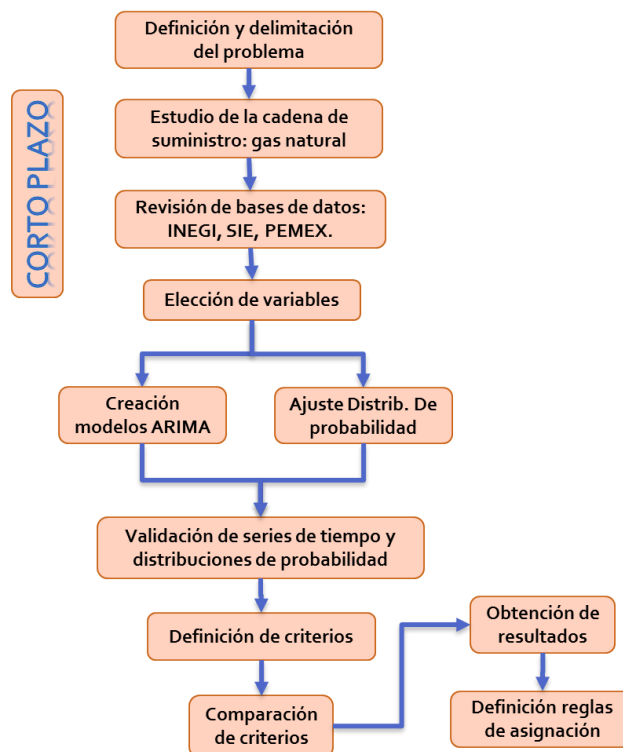 Definición y delimitación
del problema
CORTO PLAZO
Estudio de la cadena de
suministro: gas natural
Revisión de bases de datos:
INEGI, SIE, PEMEX.
Elección de variables
Creación
modelos ARIMA
Ajuste Distrib. De
probabilidad
Validación de series de tiempo y
distribuciones de probabilidad
Definición de criterios
Obtención de
resultados
Comparación
de criterios
Definición reglas
de asignación